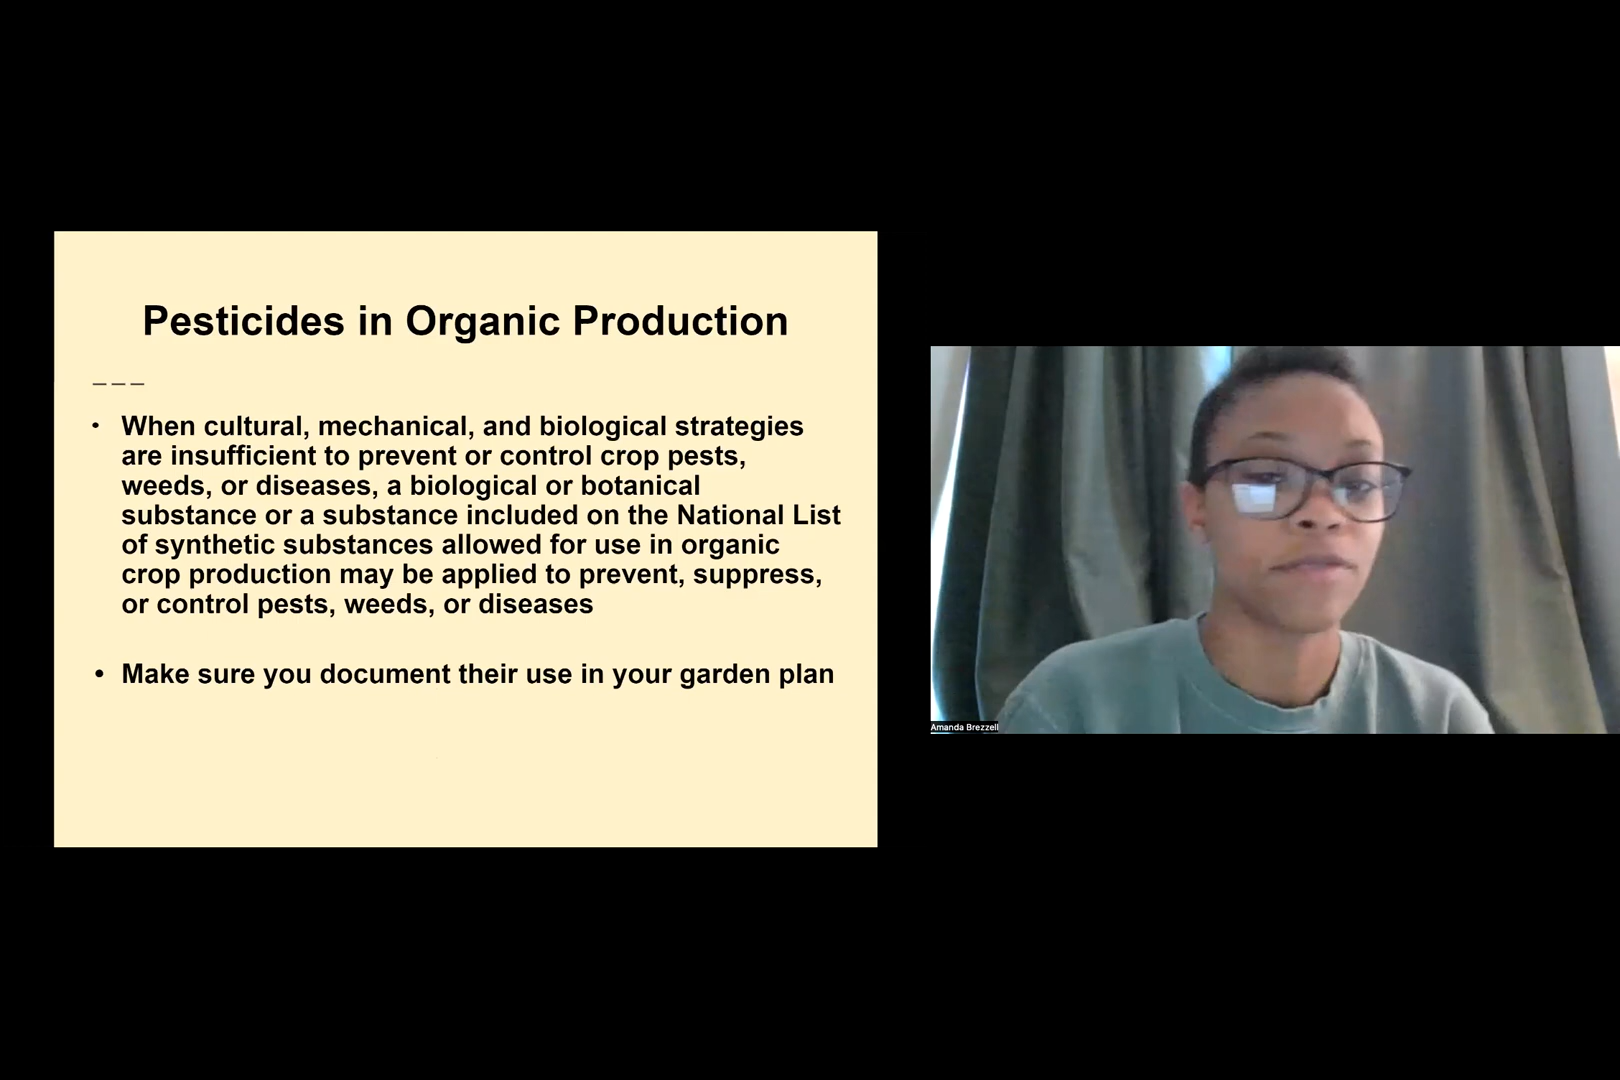 Pesticides in Organic Production
• When cultural, mechanical, and biological strategies
are insufficient to prevent or control crop pests,
weeds, or diseases, a biological or botanical
substance or a substance included on the National List
of synthetic substances allowed for use in organic
crop production may be applied to prevent, suppress,
or control pests, weeds, or diseases
• Make sure you document their use in your garden plan
Amanda Brezzell